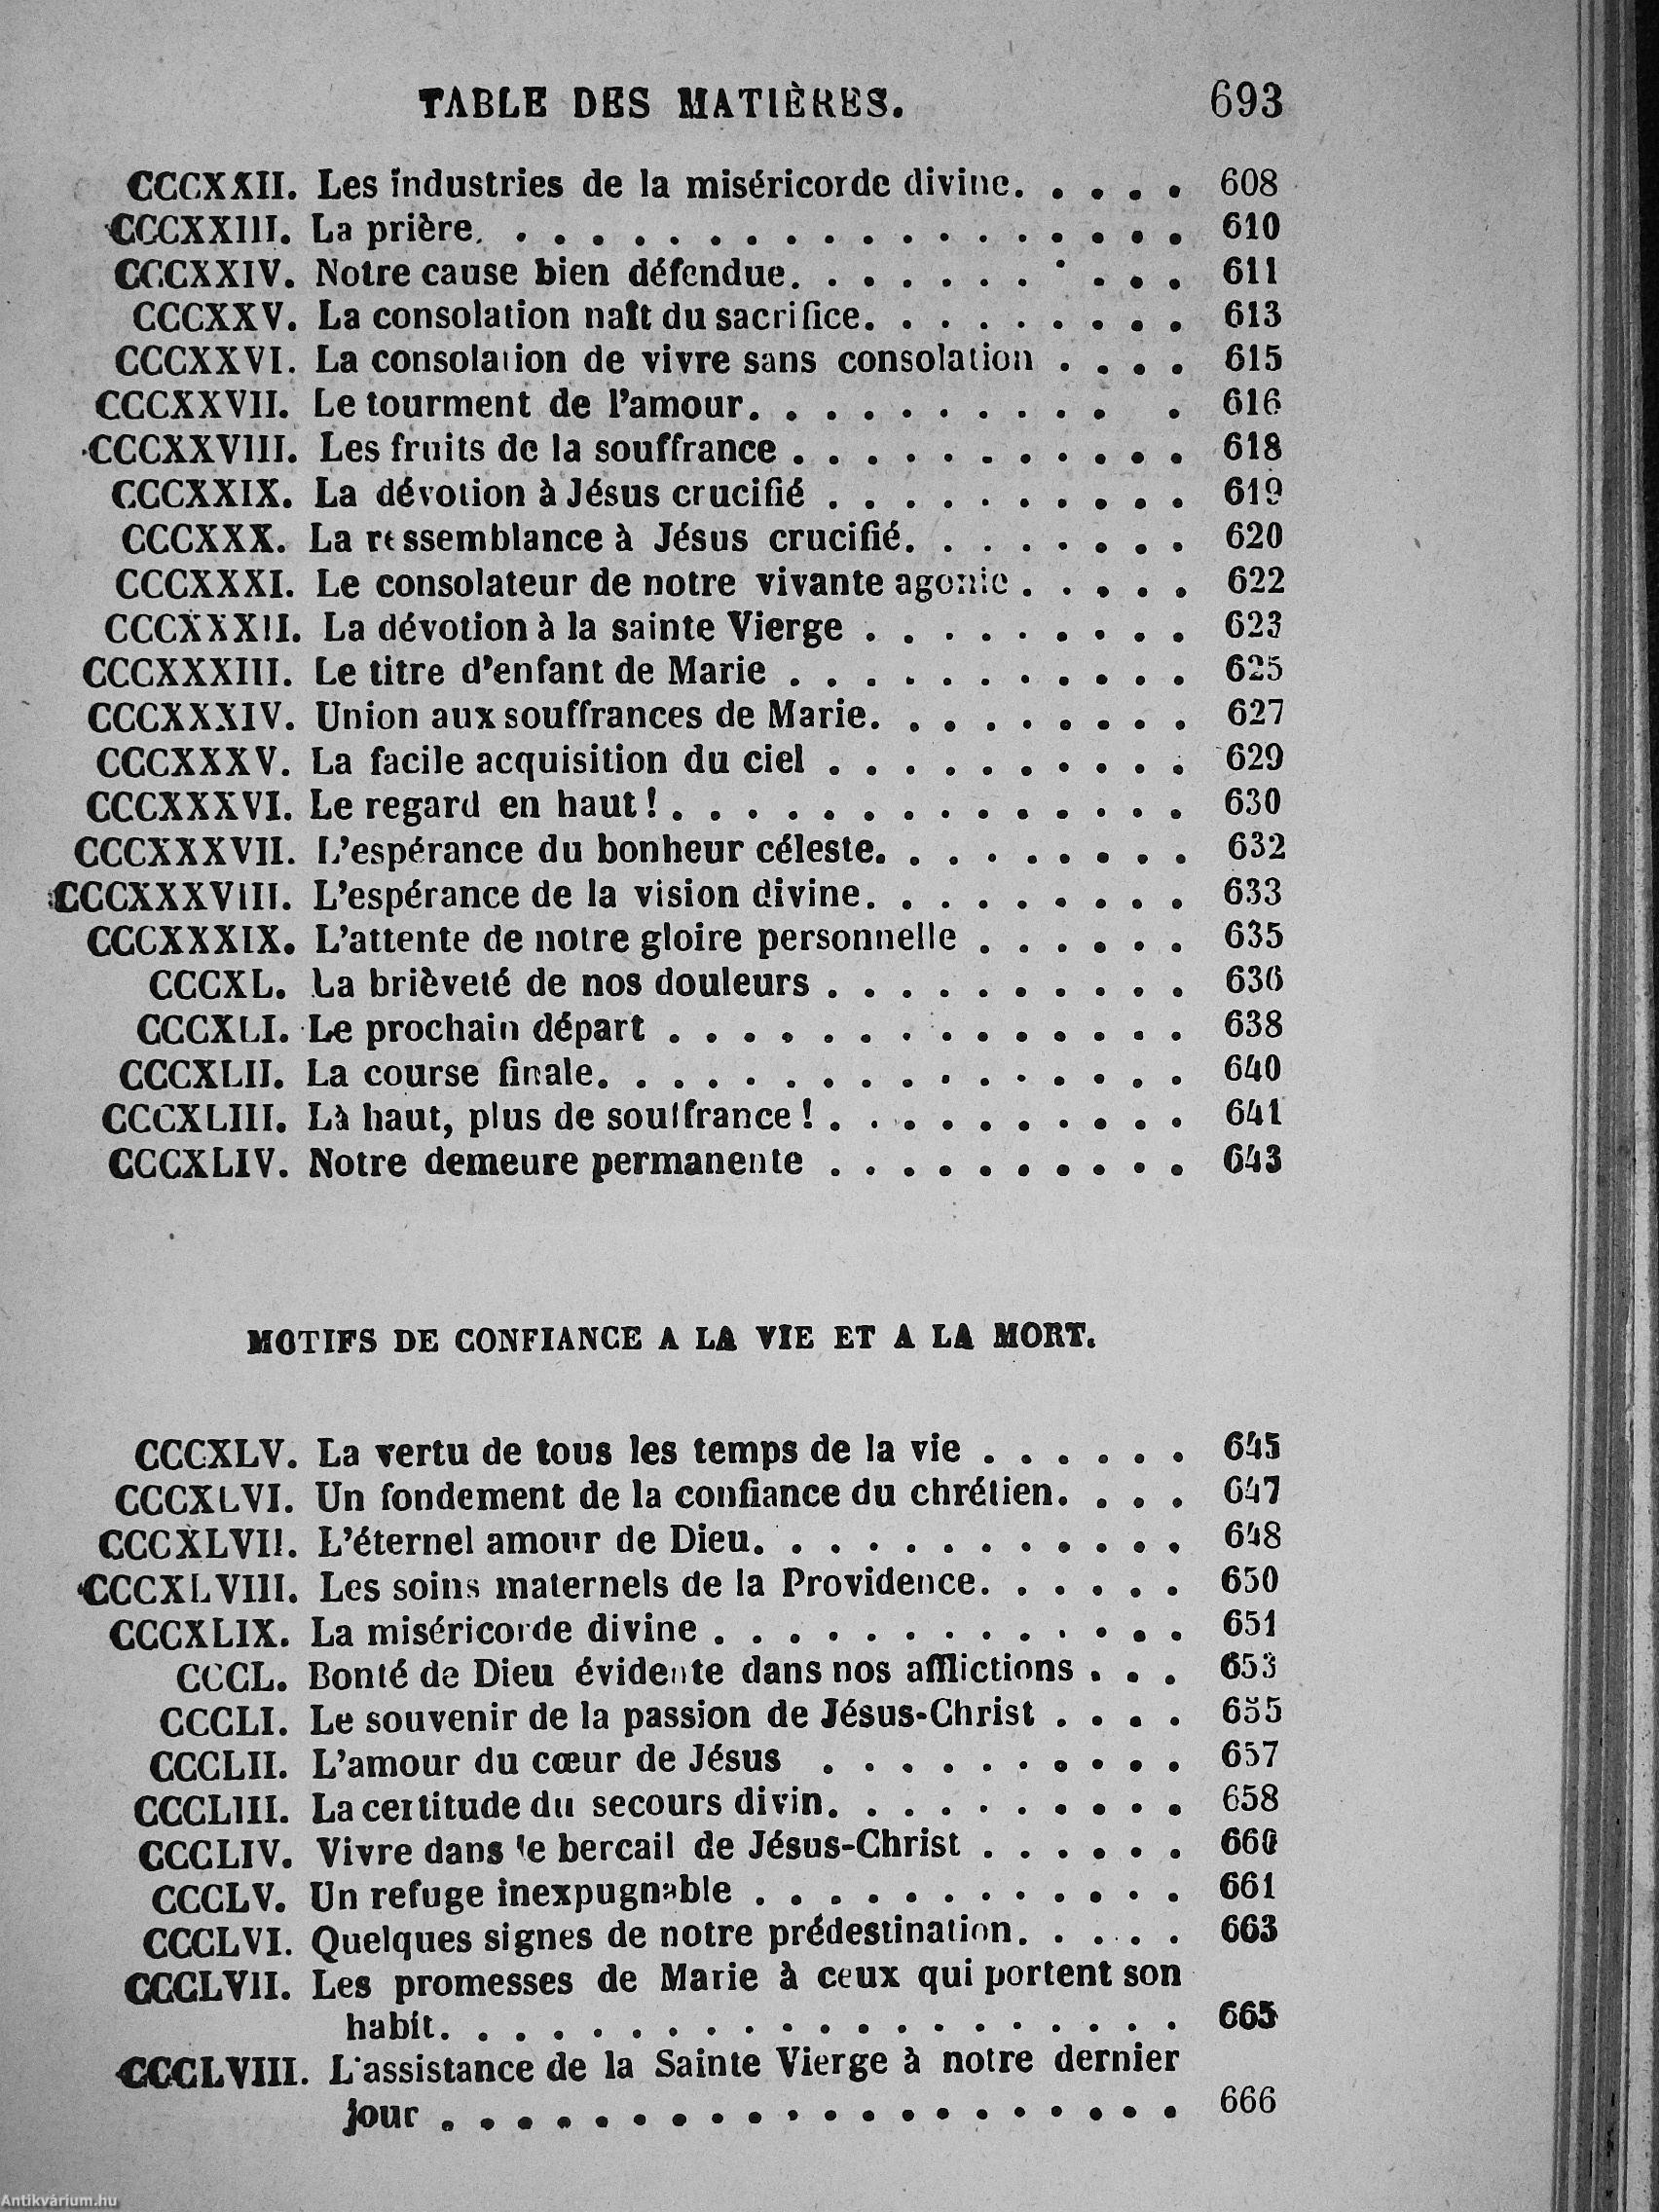 TABLE DES MATIÈRES. 693
CCCXXII. Les industries de la miséricorde divine. . . . . 608
CCCXXIII. La prière. . . . . . . . . . . . . . . . . . . 610
CCCXXIV. Notre cause bien défendue. . . . . . . . . . . 611
CCCXXV. La consolation naît du sacrifice. . . . . . . . . 613
CCCXXVI. La consolation de vivre sans consolation . . . . 615
CCCXXVII. Le tourment de l'amour. . . . . . . . . . . 616
CCCXXVIII. Les fruits de la souffrance . . . . . . . . . . . 618
CCCXXIX. La dévotion à Jésus crucifié . . . . . . . . . . 619
CCCXXX. La ressemblance à Jésus crucifié. . . . . . . . 620
CCCXXXI. Le consolateur de notre vivante agonie . . . . . 622
CCCXXXII. La dévotion à la sainte Vierge . . . . . . . . . 623
CCCXXXIII. Le titre d'enfant de Marie . . . . . . . . . . . 625
CCCXXXIV. Union aux souffrances de Marie. . . . . . . . . 627
CCCXXXV. La facile acquisition du ciel . . . . . . . . . . 629
CCCXXXVI. Le regard en haut ! . . . . . . . . . . . . . . 630
CCCXXXVII. L'espérance du bonheur céleste. . . . . . . . . 632
CCCXXXVIII. L'espérance de la vision divine. . . . . . . . . 633
CCCXXXIX. L'attente de notre gloire personnelle . . . . . . 635
CCCXL. La brièveté de nos douleurs . . . . . . . . . . 636
CCCXLI. Le prochain départ . . . . . . . . . . . . . . 638
CCCXLII. La course finale. . . . . . . . . . . . . . . . 640
CCCXLIII. Là haut, plus de souffrance ! . . . . . . . . . . 641
CCCXLIV. Notre demeure permanente . . . . . . . . . . 643
MOTIFS DE CONFIANCE A LA VIE ET A LA MORT.
CCCXLV. La vertu de tous les temps de la vie . . . . . . 645
CCCXLVI. Un fondement de la confiance du chrétien. . . . 647
CCCXLVII. L'éternel amour de Dieu. . . . . . . . . . . . 648
CCCXLVIII. Les soins maternels de la Providence. . . . . . 650
CCCXLIX. La miséricorde divine . . . . . . . . . . . . . 651
CCCL. Bonté de Dieu évidente dans nos afflictions . . . 653
CCCLI. Le souvenir de la passion de Jésus-Christ . . . . 655
CCCLII. L'amour du cœur de Jésus . . . . . . . . . . 657
CCCLIII. La certitude du secours divin. . . . . . . . . . 658
CCCLIV. Vivre dans le bercail de Jésus-Christ . . . . . . 660
CCCLV. Un refuge inexpugnable . . . . . . . . . . . . 661
CCCLVI. Quelques signes de notre prédestination. . . . . 663
CCCLVII. Les promesses de Marie à ceux qui portent son
habit. . . . . . . . . . . . . . . . . . . . 665
CCCLVIII. L'assistance de la Sainte Vierge à notre dernier
jour . . . . . . . . . . . . . . . . . . . . 666
Antikvárium.hu